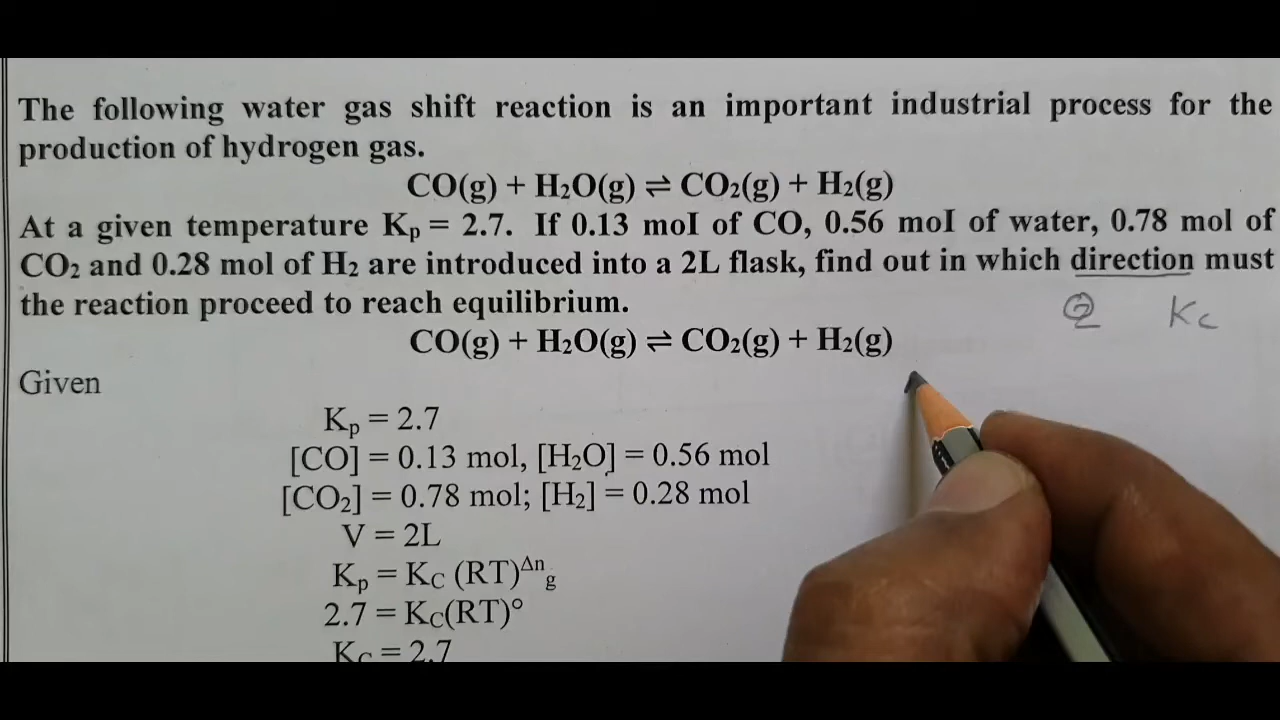 The following water gas shift reaction is an important industrial process for the
production of hydrogen gas.
CO(g) + H₂O(g) ⇌ CO₂(g) + H₂(g)
At a given temperature Kₚ = 2.7. If 0.13 moI of CO, 0.56 moI of water, 0.78 mol of
CO₂ and 0.28 mol of H₂ are introduced into a 2L flask, find out in which direction must
the reaction proceed to reach equilibrium.
Q Kc
CO(g) + H₂O(g) ⇌ CO₂(g) + H₂(g)
Given
Kₚ = 2.7
[CO] = 0.13 mol, [H₂O] = 0.56 mol
[CO₂] = 0.78 mol; [H₂] = 0.28 mol
V = 2L
Kₚ = K_C (RT)^Δn_g
2.7 = K_C(RT)°
K_C = 2.7